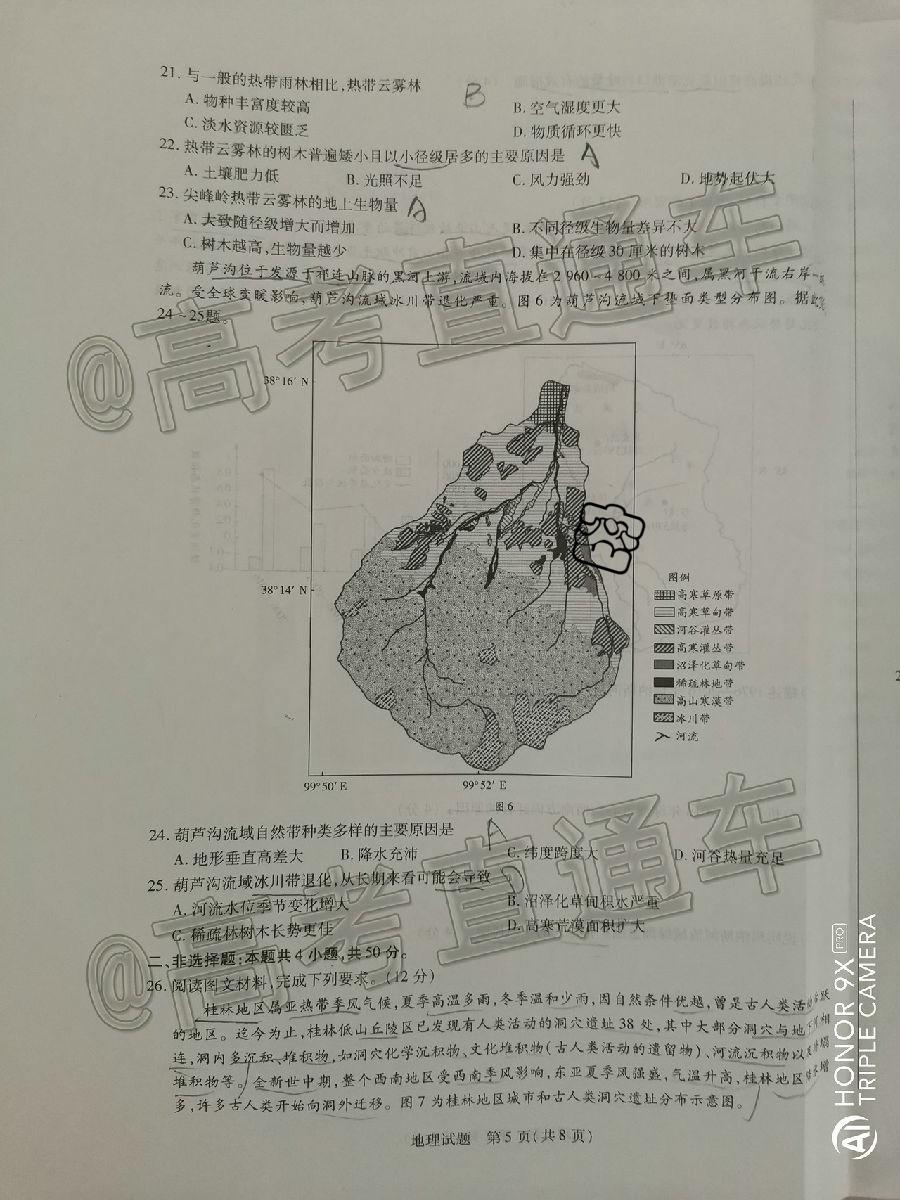 21. 与一般的热带雨林相比,热带云雾林
B
A. 物种丰富度较高 B. 空气湿度更大
C. 淡水资源较匮乏 D. 物质循环更快
22. 热带云雾林的树木普遍矮小且以小径级居多的主要原因是 A
A. 土壤肥力低 B. 光照不足 C. 风力强劲 D. 地势起伏大
23. 尖峰岭热带云雾林的地上生物量 A
A. 大致随径级增大而增加 B. 不同径级生物量差异不大
C. 树木越高,生物量越少 D. 集中在径级30厘米的树木
葫芦沟位于发源于祁连山脉的黑河上游,流域内海拔在2 960~4 800米之间,属黑河干流右岸一
流。受全球变暖影响,葫芦沟流域冰川带退化严重。图6为葫芦沟流域下垫面类型分布图。据
24~25题。
@高考直通车
38°16′ N
密
38°14′ N
图例
高寒草原带
高寒草甸带
河谷灌丛带
高寒灌丛带
沼泽化草甸带
稀疏林地带
高山寒漠带
冰川带
河流
99°50′ E 99°52′ E
图6
24. 葫芦沟流域自然带种类多样的主要原因是 A
A. 地形垂直高差大 B. 降水充沛 C. 纬度跨度大 D. 河谷热量充足
25. 葫芦沟流域冰川带退化,从长期来看可能会导致
A. 河流水位季节变化增大 B. 沼泽化草甸积水严重
C. 稀疏林树木长势更佳 D. 高寒荒漠面积扩大
@高考直通车
二、非选择题:本题共4小题,共50分。
26. 阅读图文材料,完成下列要求。(12分)
桂林地区属亚热带季风气候,夏季高温多雨,冬季温和少雨,因自然条件优越,曾是古人类活
的地区。迄今为止,桂林低山丘陵区已发现有人类活动的洞穴遗址38处,其中大部分洞穴与地
连,洞内多沉积、堆积物,如洞穴化学沉积物、文化堆积物(古人类活动的遗留物)、河流沉积物以
堆积物等。全新世中期,整个西南地区受西南季风影响,东亚夏季风强盛,气温升高,桂林地区
多,许多古人类开始向洞外迁移。图7为桂林地区城市和古人类洞穴遗址分布示意图。
地理试题 第5页(共8页)
HONOR 9X PRO
TRIPLE CAMERA
AI